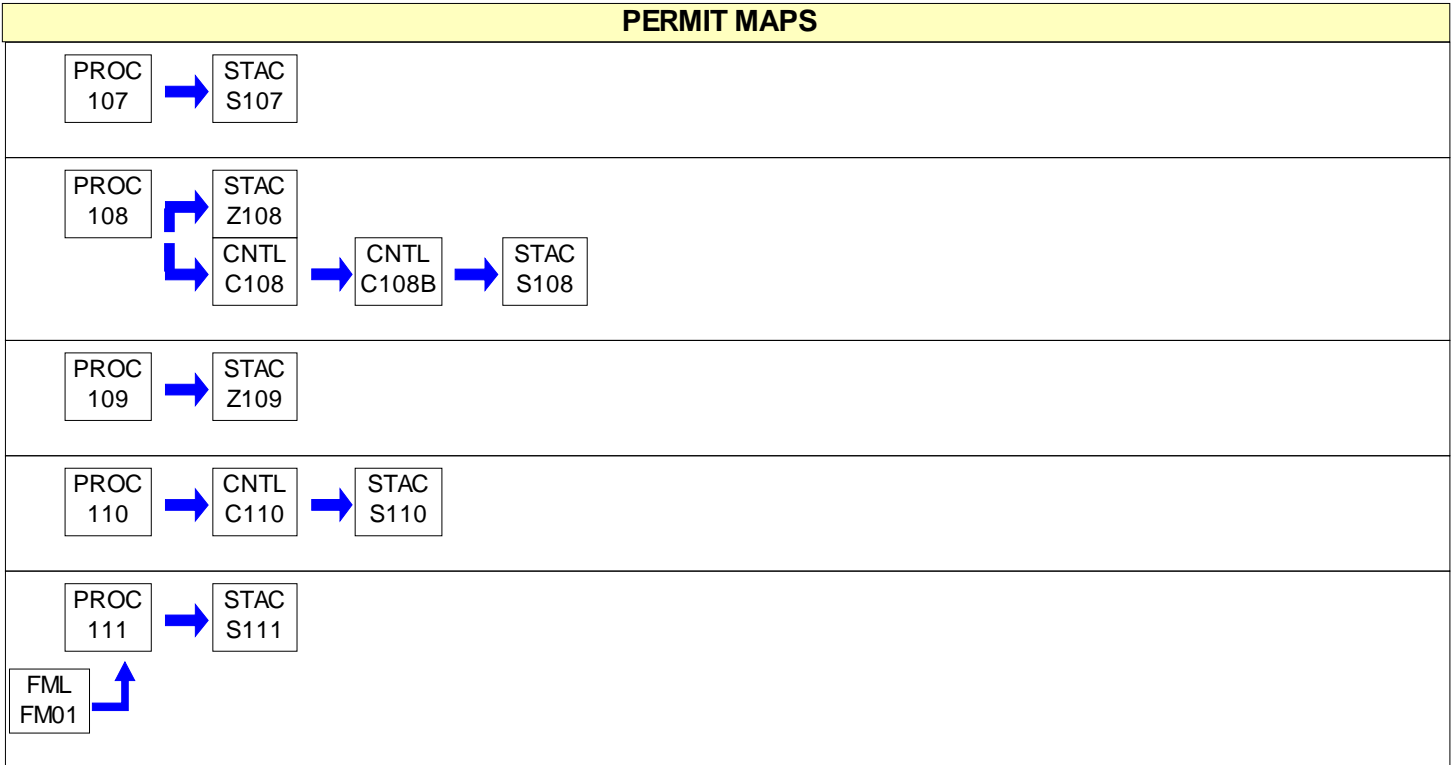 PERMIT MAPS
PROC
107
STAC
S107
PROC
108
STAC
Z108
CNTL
C108
CNTL
C108B
STAC
S108
PROC
109
STAC
Z109
PROC
110
CNTL
C110
STAC
S110
PROC
111
STAC
S111
FML
FM01